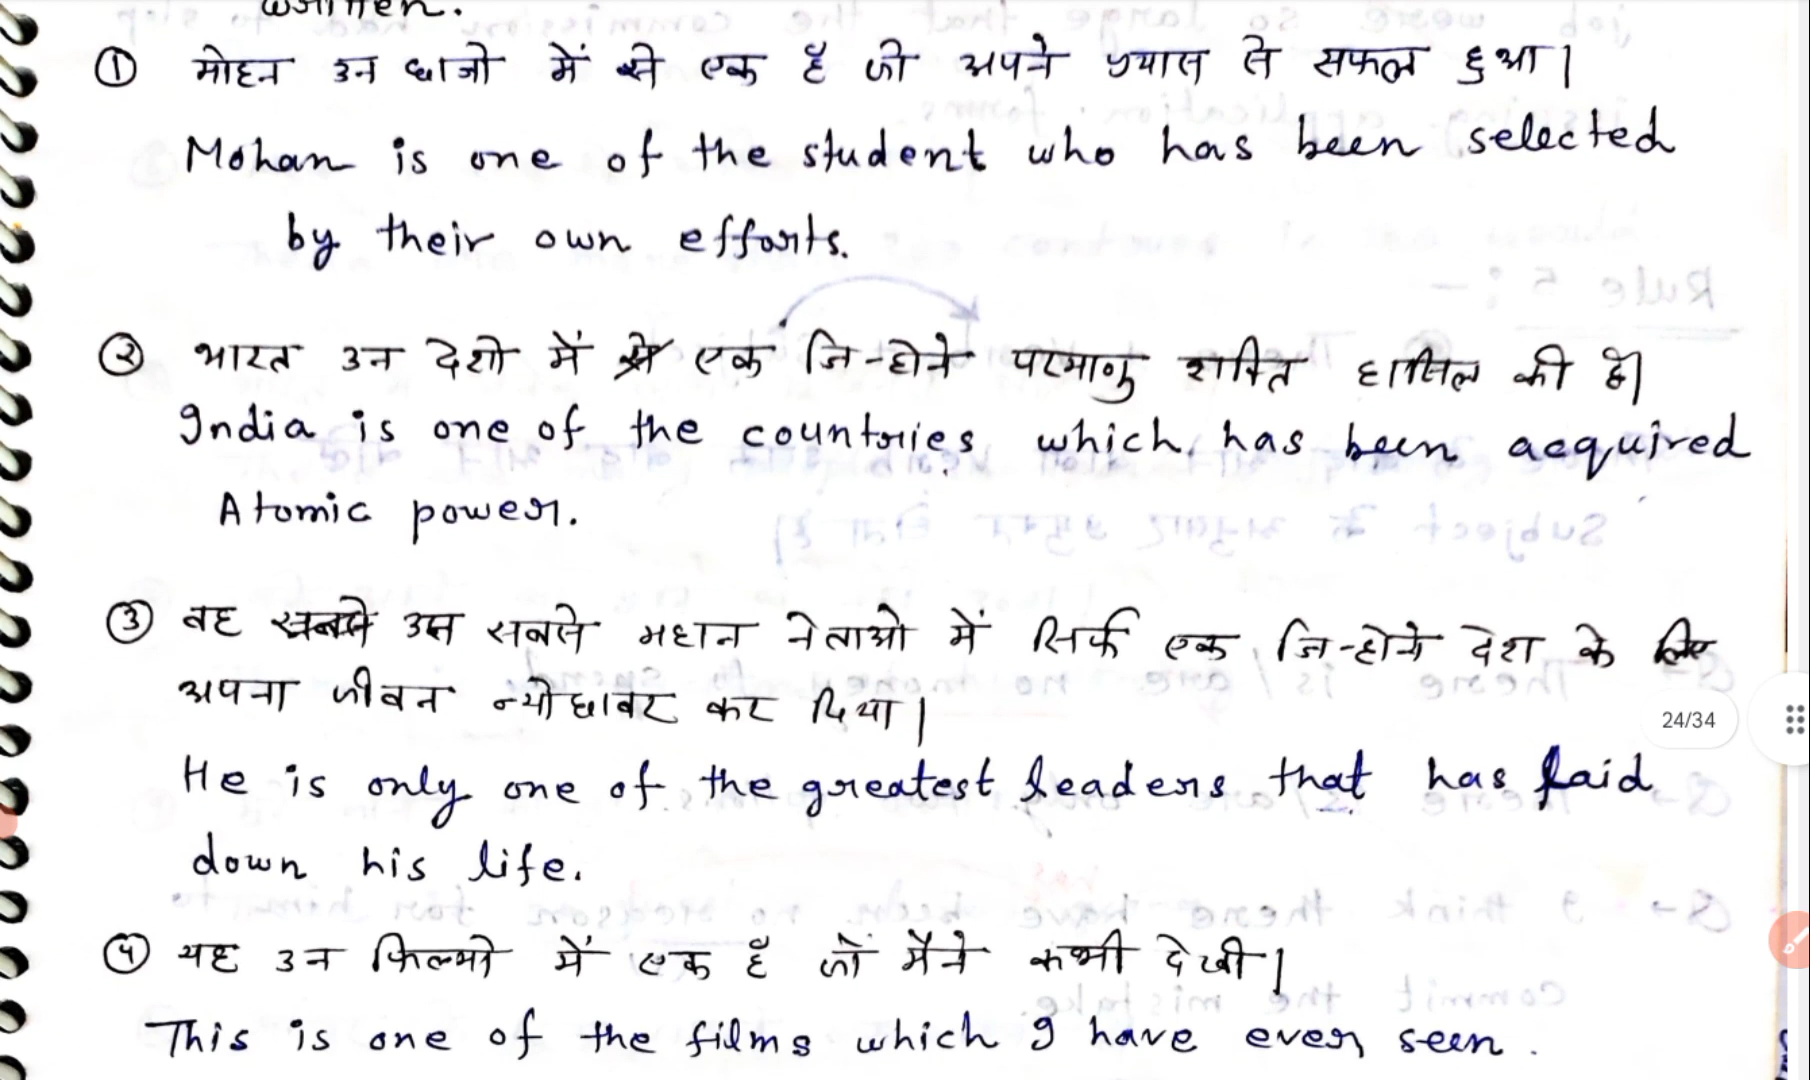 ① मोहन उन छात्रो में से एक है जो अपने प्रयास से सफल हुआ।
Mohan is one of the student who has been selected
by their own efforts.
② भारत उन देशो में से एक जिन्होने परमाणु शक्ति हासिल की है।
India is one of the countries which has been acquired
Atomic power.
③ वह उन सबसे महान नेताओ में सिर्फ एक जिन्होने देश के लिए
अपना जीवन न्योछावर कर दिया।
He is only one of the greatest leaders that has laid
down his life.
24/34
④ यह उन फिल्मो में एक है जो मैने कभी देखी।
This is one of the films which I have ever seen.